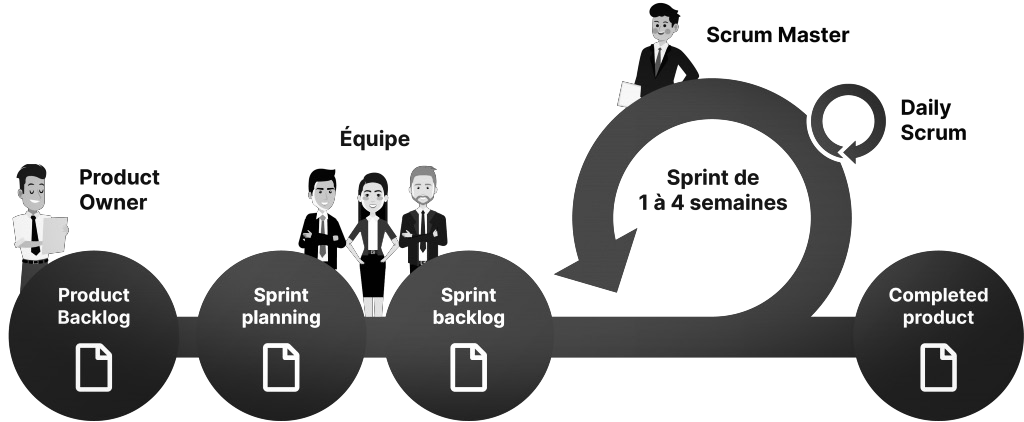 Scrum Master
Daily
Scrum
Équipe
Product
Owner
Sprint de
1 à 4 semaines
Product
Backlog
Sprint
planning
Sprint
backlog
Completed
product